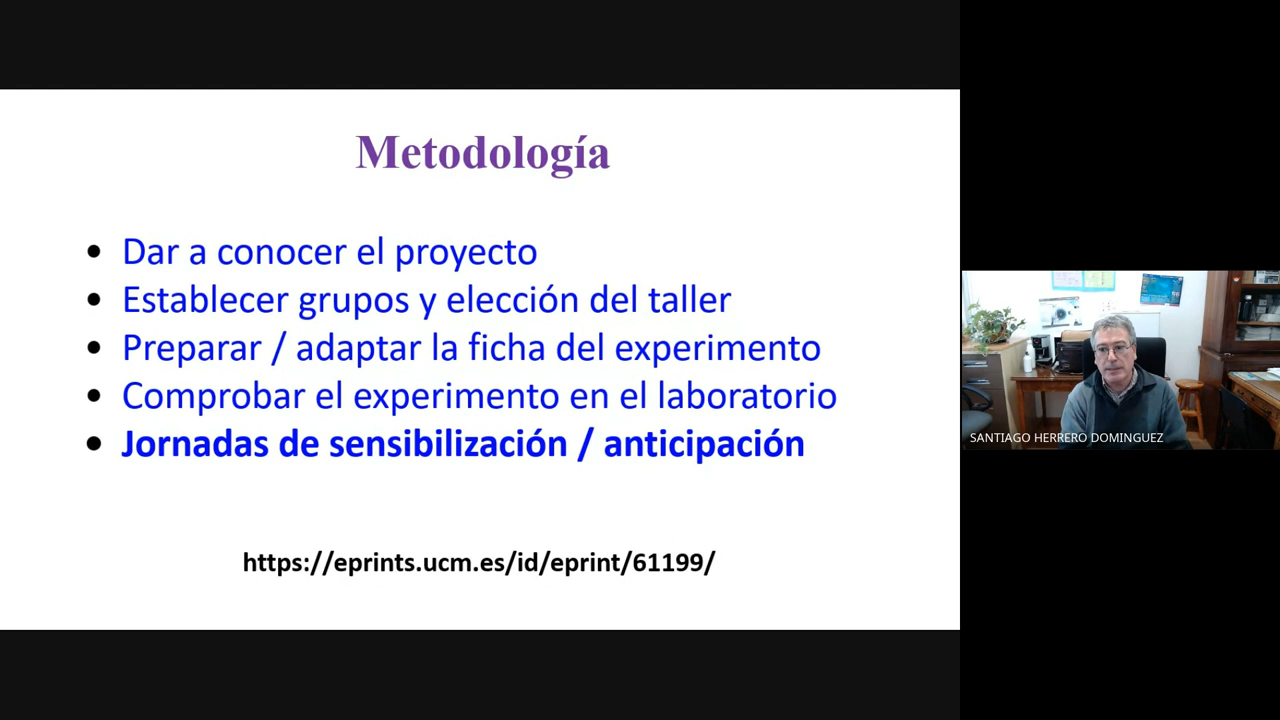 Metodología
• Dar a conocer el proyecto
• Establecer grupos y elección del taller
• Preparar / adaptar la ficha del experimento
• Comprobar el experimento en el laboratorio
• Jornadas de sensibilización / anticipación
https://eprints.ucm.es/id/eprint/61199/
SANTIAGO HERRERO DOMINGUEZ